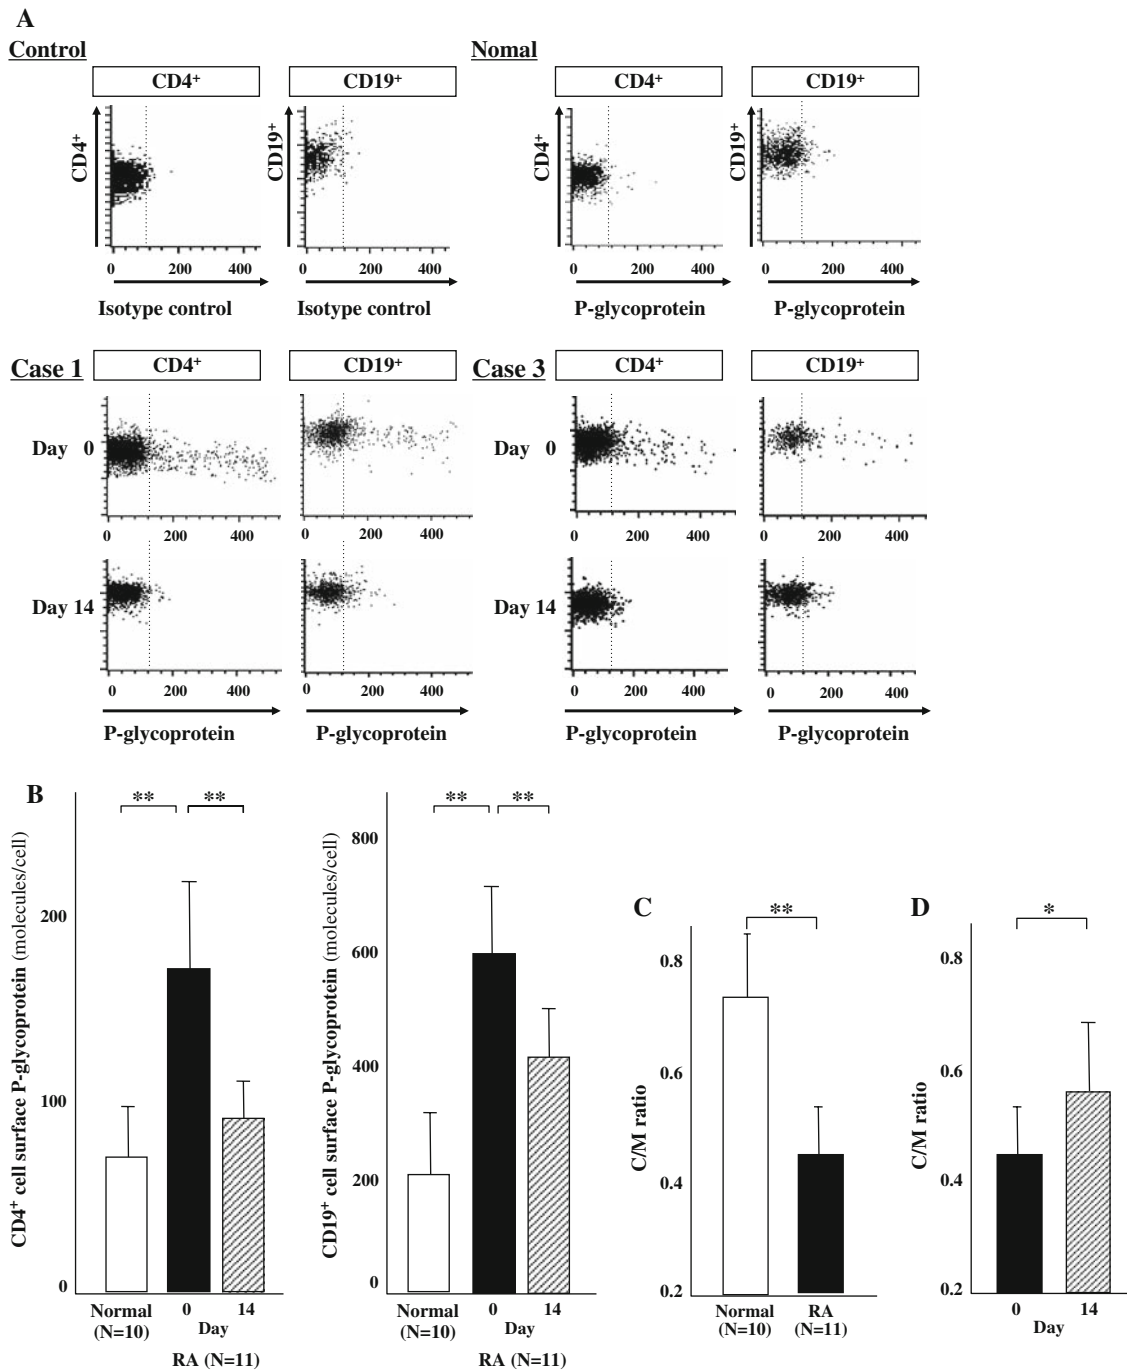 A
Control
Nomal
CD4+
CD19+
CD4+
CD19+
CD4+
CD19+
CD4+
CD19+
0 200 400
0 200 400
0 200 400
0 200 400
Isotype control
Isotype control
P-glycoprotein
P-glycoprotein
Case 1
CD4+
CD19+
Case 3
CD4+
CD19+
Day 0
Day 0
0 200 400
0 200 400
0 200 400
0 200 400
Day 14
Day 14
0 200 400
0 200 400
0 200 400
0 200 400
P-glycoprotein
P-glycoprotein
P-glycoprotein
P-glycoprotein
B
CD4+ cell surface P-glycoprotein (molecules/cell)
200
100
0
**
**
Normal
(N=10)
0
14
Day
RA (N=11)
CD19+ cell surface P-glycoprotein (molecules/cell)
800
600
400
200
0
**
**
Normal
(N=10)
0
14
Day
RA (N=11)
C
C/M ratio
0.8
0.6
0.4
0.2
**
Normal
(N=10)
RA
(N=11)
D
C/M ratio
0.8
0.6
0.4
0.2
*
0
14
Day